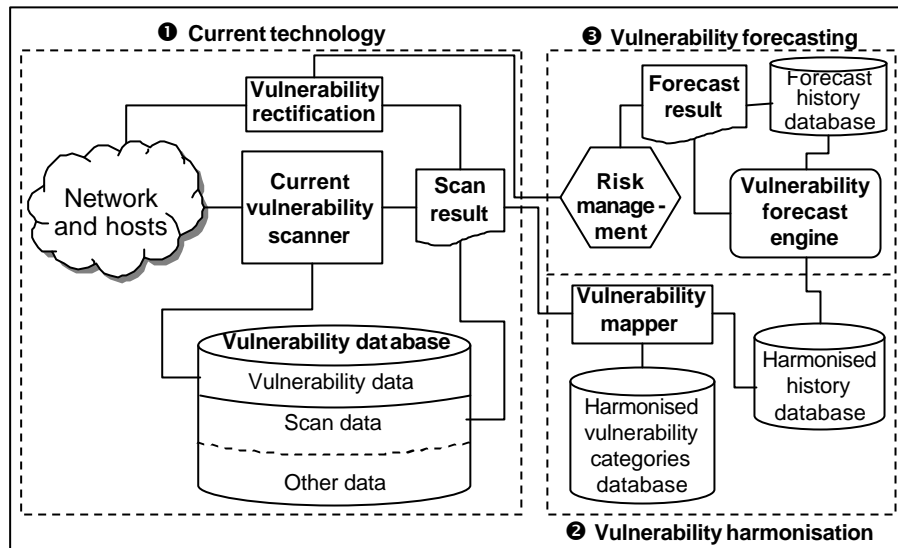 ❶ Current technology
Vulnerability
rectification
Network
and hosts
Current
vulnerability
scanner
Scan
result
Vulnerability database
Vulnerability data
Scan data
Other data
❸ Vulnerability forecasting
Forecast
result
Forecast
history
database
Risk
manage-
ment
Vulnerability
forecast
engine
Vulnerability
mapper
Harmonised
vulnerability
categories
database
Harmonised
history
database
❷ Vulnerability harmonisation